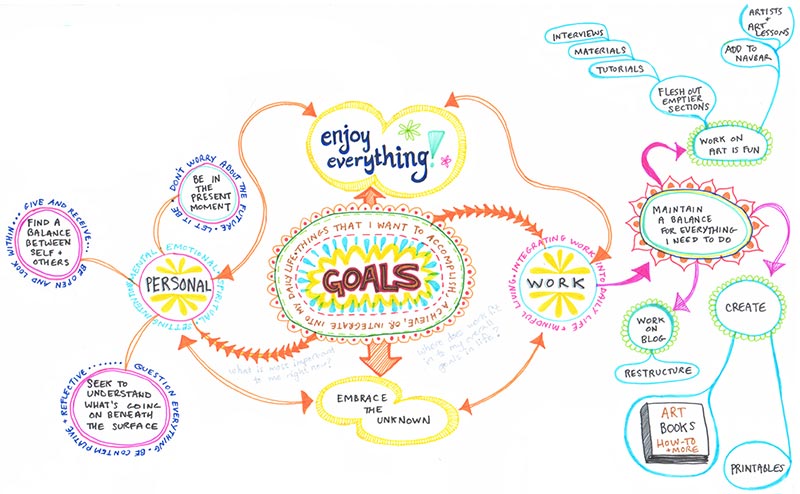 ARTISTS
+
ART
LESSONS
INTERVIEWS
MATERIALS
TUTORIALS
ADD TO
NAVBAR
FLESH OUT
EMPTIER
SECTIONS
WORK ON
ART IS FUN
enjoy
everything!
DON'T WORRY ABOUT THE FUTURE, LET IT BE
BE IN
THE
PRESENT
MOMENT
GIVE AND RECEIVE...
BE OPEN AND LOOK WITHIN...
FIND A
BALANCE
BETWEEN
SELF +
OTHERS
MENTAL EMOTIONAL SPIRITUAL
SETTING
PERSONAL
THINGS THAT I WANT TO ACCOMPLISH, ACHIEVE OR INTEGRATE INTO MY DAILY LIFE
GOALS
INTEGRATING WORK INTO DAILY LIFE + MINDFUL LIVING
WORK
MAINTAIN
A BALANCE
FOR EVERYTHING
I NEED TO DO
what is most important
to me right now?
Where does work fit
in to my overall
goals in life?
WORK
ON
BLOG
RESTRUCTURE
CREATE
QUESTION EVERYTHING • BE CONTEMPLATIVE + REFLECTIVE
SEEK TO
UNDERSTAND
WHAT'S GOING
ON BENEATH
THE SURFACE
EMBRACE
THE
UNKNOWN
ART
BOOKS
HOW-TO
+MORE
PRINTABLES